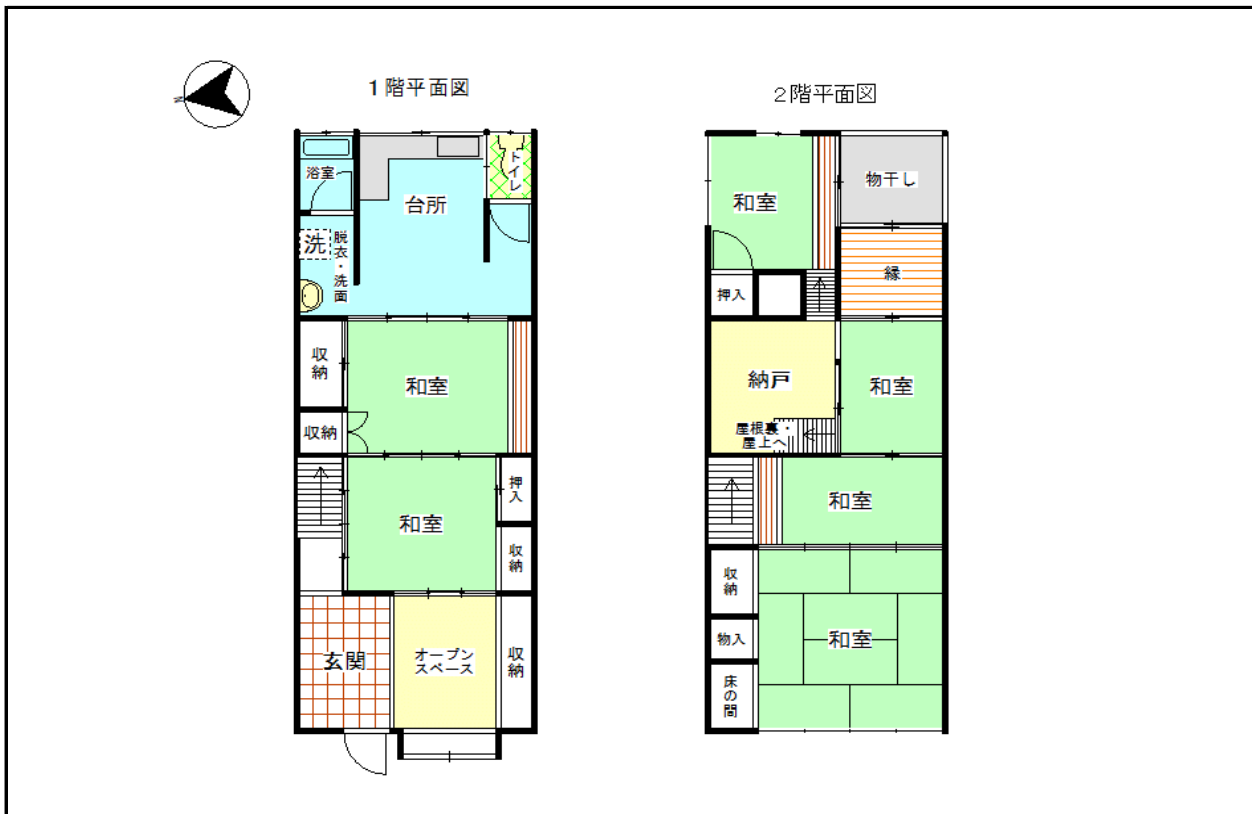 1階平面図
N
浴室
トイレ
台所
洗
脱衣・洗面
収納
和室
収納
和室
押入
収納
玄関
オープン
スペース
収納
2階平面図
和室
物干し
縁
押入
納戸
和室
屋根裏・
屋上へ
和室
収納
物入
和室
床の間